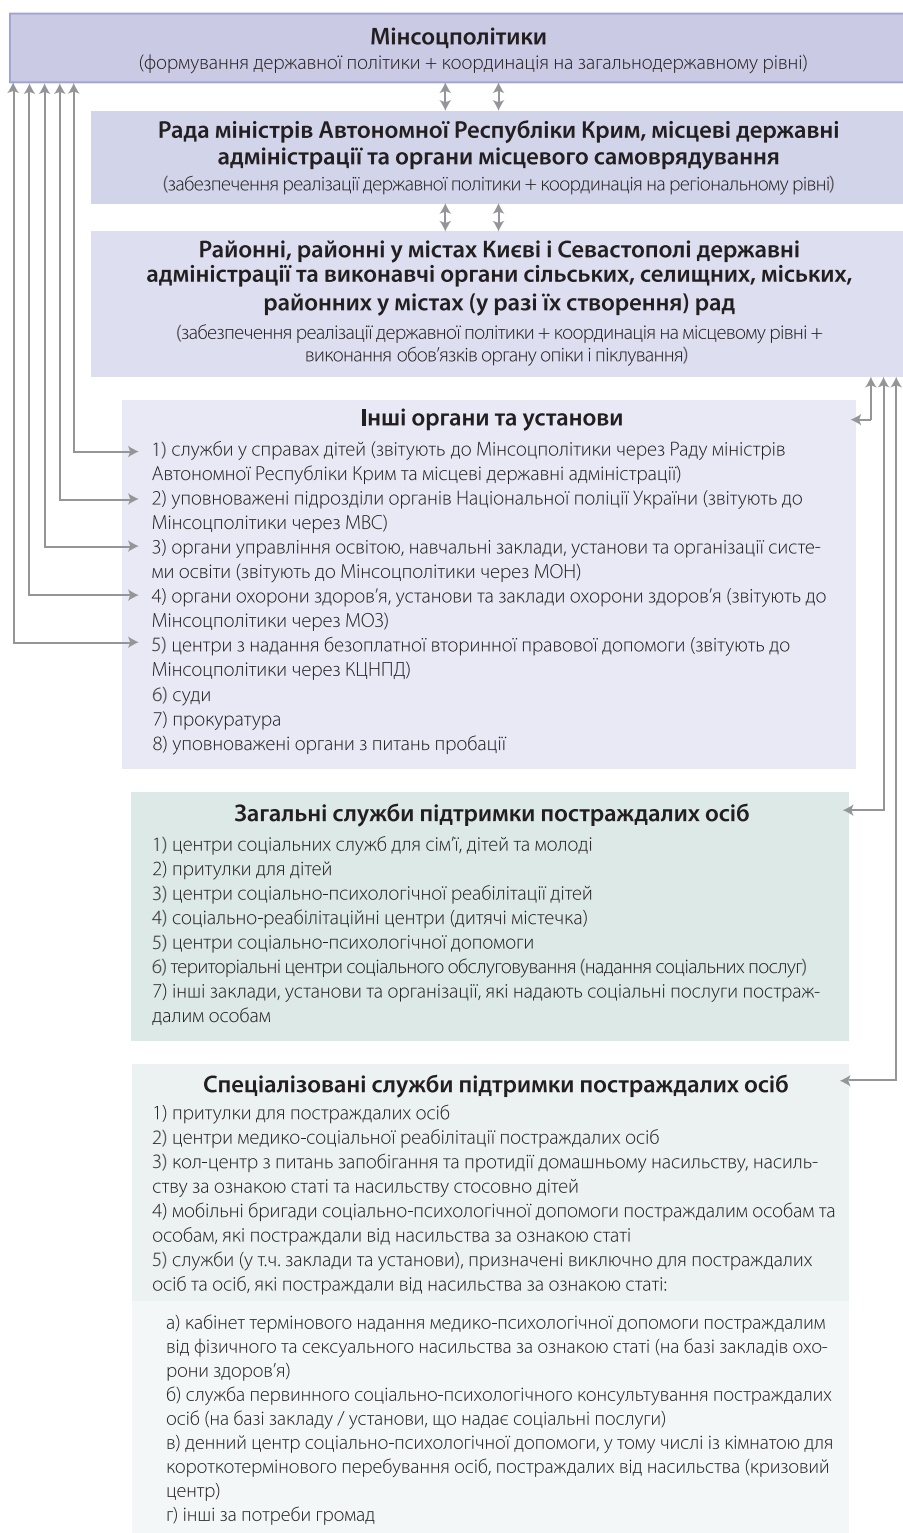 Мінсоцполітики
(формування державної політики + координація на загальнодержавному рівні)
Рада міністрів Автономної Республіки Крим, місцеві державні
адміністрації та органи місцевого самоврядування
(забезпечення реалізації державної політики + координація на регіональному рівні)
Районні, районні у містах Києві і Севастополі державні
адміністрації та виконавчі органи сільських, селищних, міських,
районних у містах (у разі їх створення) рад
(забезпечення реалізації державної політики + координація на місцевому рівні +
виконання обов’язків органу опіки і піклування)
Інші органи та установи
1) служби у справах дітей (звітують до Мінсоцполітики через Раду міністрів
Автономної Республіки Крим та місцеві державні адміністрації)
2) уповноважені підрозділи органів Національної поліції України (звітують до
Мінсоцполітики через МВС)
3) органи управління освітою, навчальні заклади, установи та організації систе-
ми освіти (звітують до Мінсоцполітики через МОН)
4) органи охорони здоров’я, установи та заклади охорони здоров’я (звітують до
Мінсоцполітики через МОЗ)
5) центри з надання безоплатної вторинної правової допомоги (звітують до
Мінсоцполітики через КЦНПД)
6) суди
7) прокуратура
8) уповноважені органи з питань пробації
Загальні служби підтримки постраждалих осіб
1) центри соціальних служб для сім’ї, дітей та молоді
2) притулки для дітей
3) центри соціально-психологічної реабілітації дітей
4) соціально-реабілітаційні центри (дитячі містечка)
5) центри соціально-психологічної допомоги
6) територіальні центри соціального обслуговування (надання соціальних послуг)
7) інші заклади, установи та організації, які надають соціальні послуги постраж-
далим особам
Спеціалізовані служби підтримки постраждалих осіб
1) притулки для постраждалих осіб
2) центри медико-соціальної реабілітації постраждалих осіб
3) кол-центр з питань запобігання та протидії домашньому насильству, насиль-
ству за ознакою статі та насильству стосовно дітей
4) мобільні бригади соціально-психологічної допомоги постраждалим особам та
особам, які постраждали від насильства за ознакою статі
5) служби (у т.ч. заклади та установи), призначені виключно для постраждалих
осіб та осіб, які постраждали від насильства за ознакою статі:
а) кабінет термінового надання медико-психологічної допомоги постраждалим
від фізичного та сексуального насильства за ознакою статі (на базі закладів охо-
рони здоров’я)
б) служба первинного соціально-психологічного консультування постраждалих
осіб (на базі закладу / установи, що надає соціальні послуги)
в) денний центр соціально-психологічної допомоги, у тому числі із кімнатою для
короткотермінового перебування осіб, постраждалих від насильства (кризовий
центр)
г) інші за потреби громад